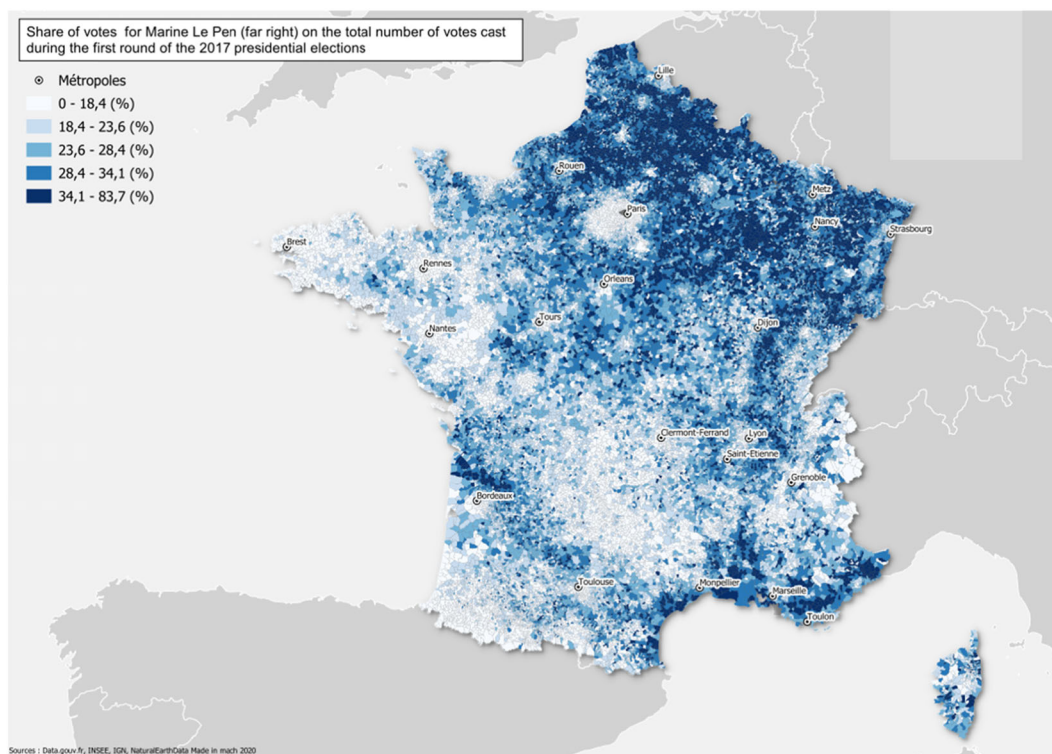 Share of votes for Marine Le Pen (far right) on the total number of votes cast
during the first round of the 2017 presidential elections
Métropoles
0 - 18,4 (%)
18,4 - 23,6 (%)
23,6 - 28,4 (%)
28,4 - 34,1 (%)
34,1 - 83,7 (%)
Lille
Rouen
Metz
Paris
Nancy
Strasbourg
Brest
Rennes
Orleans
Tours
Dijon
Nantes
Clermont-Ferrand
Lyon
Saint-Etienne
Grenoble
Bordeaux
Toulouse
Monpellier
Marseille
Toulon
Sources : Data.gouv.fr, INSEE, IGN, NaturalEarthData Made in mach 2020